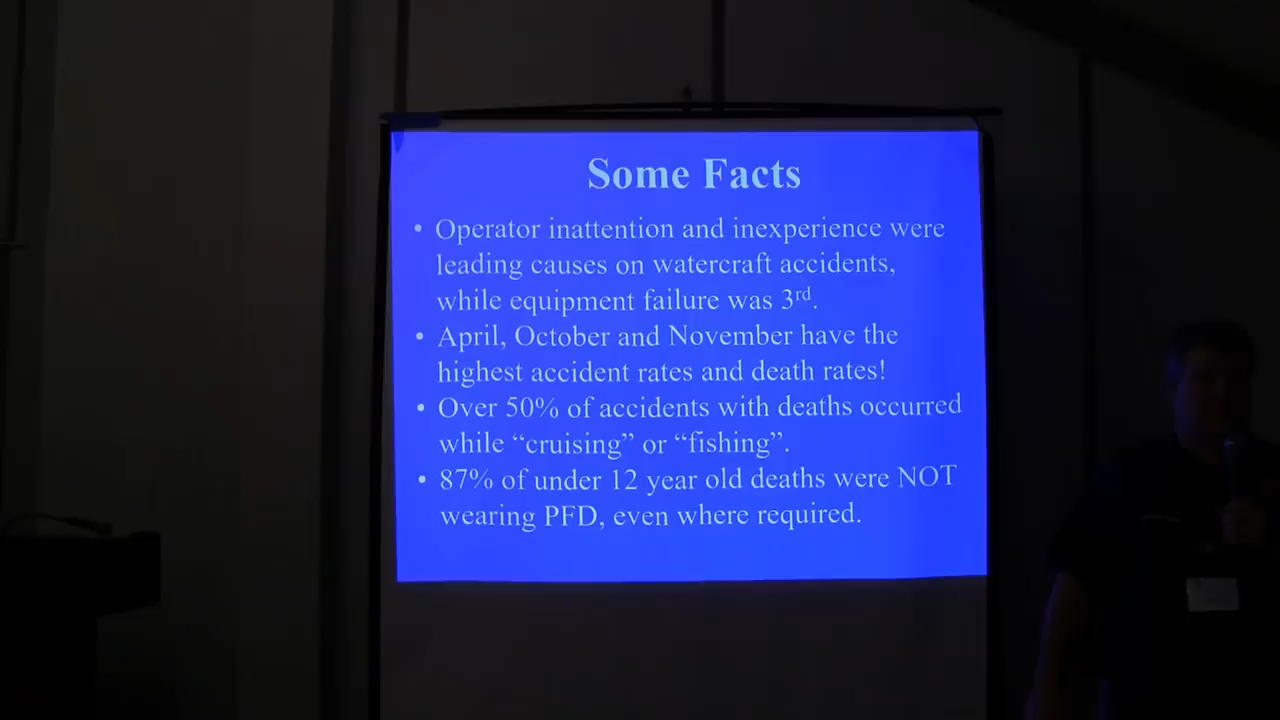 Some Facts
• Operator inattention and inexperience were
leading causes on watercraft accidents,
while equipment failure was 3rd.
• April, October and November have the
highest accident rates and death rates!
• Over 50% of accidents with deaths occurred
while “cruising” or “fishing”.
• 87% of under 12 year old deaths were NOT
wearing PFD, even where required.